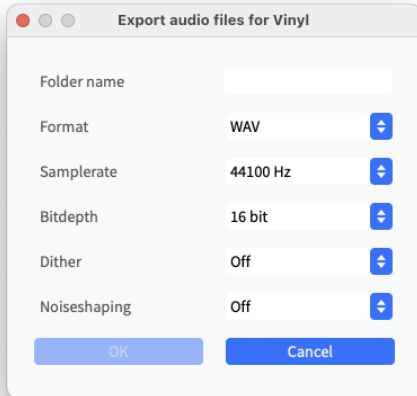 Export audio files for Vinyl
Folder name
Format WAV
Samplerate 44100 Hz
Bitdepth 16 bit
Dither Off
Noiseshaping Off
OK Cancel